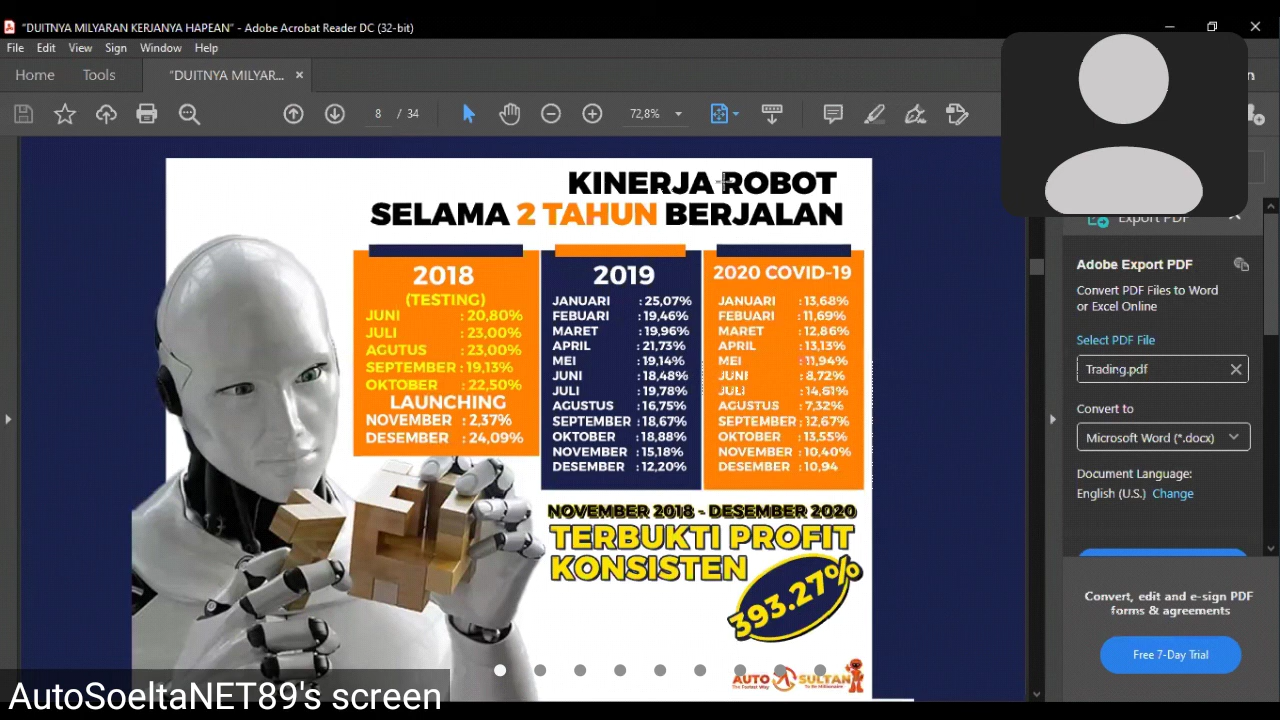 "DUITNYA MILYARAN KERJANYA HAPEAN" - Adobe Acrobat Reader DC (32-bit)
File Edit View Sign Window Help
Home Tools "DUITNYA MILYAR... ×
8 / 34 72,8%
KINERJA ROBOT
SELAMA 2 TAHUN BERJALAN
2018
(TESTING)
JUNI : 20,80%
JULI : 23,00%
AGUTUS : 23,00%
SEPTEMBER : 19,13%
OKTOBER : 22,50%
LAUNCHING
NOVEMBER : 2,37%
DESEMBER : 24,09%
2019
JANUARI : 25,07%
FEBUARI : 19,46%
MARET : 19,96%
APRIL : 21,73%
MEI : 19,14%
JUNI : 18,48%
JULI : 19,78%
AGUSTUS : 16,75%
SEPTEMBER : 18,67%
OKTOBER : 18,88%
NOVEMBER : 15,18%
DESEMBER : 12,20%
2020 COVID-19
JANUARI : 13,68%
FEBUARI : 11,69%
MARET : 12,86%
APRIL : 13,13%
MEI : 11,94%
JUNI : 8,72%
JULI : 14,61%
AGUSTUS : 7,32%
SEPTEMBER : 12,67%
OKTOBER : 13,55%
NOVEMBER : 10,40%
DESEMBER : 10,94
NOVEMBER 2018 - DESEMBER 2020
TERBUKTI PROFIT
KONSISTEN
393.27%
AUTO SULTAN
The Fastest Way To Be Millionaire
Export PDF
Adobe Export PDF
Convert PDF Files to Word
or Excel Online
Select PDF File
Trading.pdf
Convert to
Microsoft Word (*.docx)
Document Language:
English (U.S.) Change
Convert, edit and e-sign PDF
forms & agreements
Free 7-Day Trial
AutoSoeltaNET89's screen